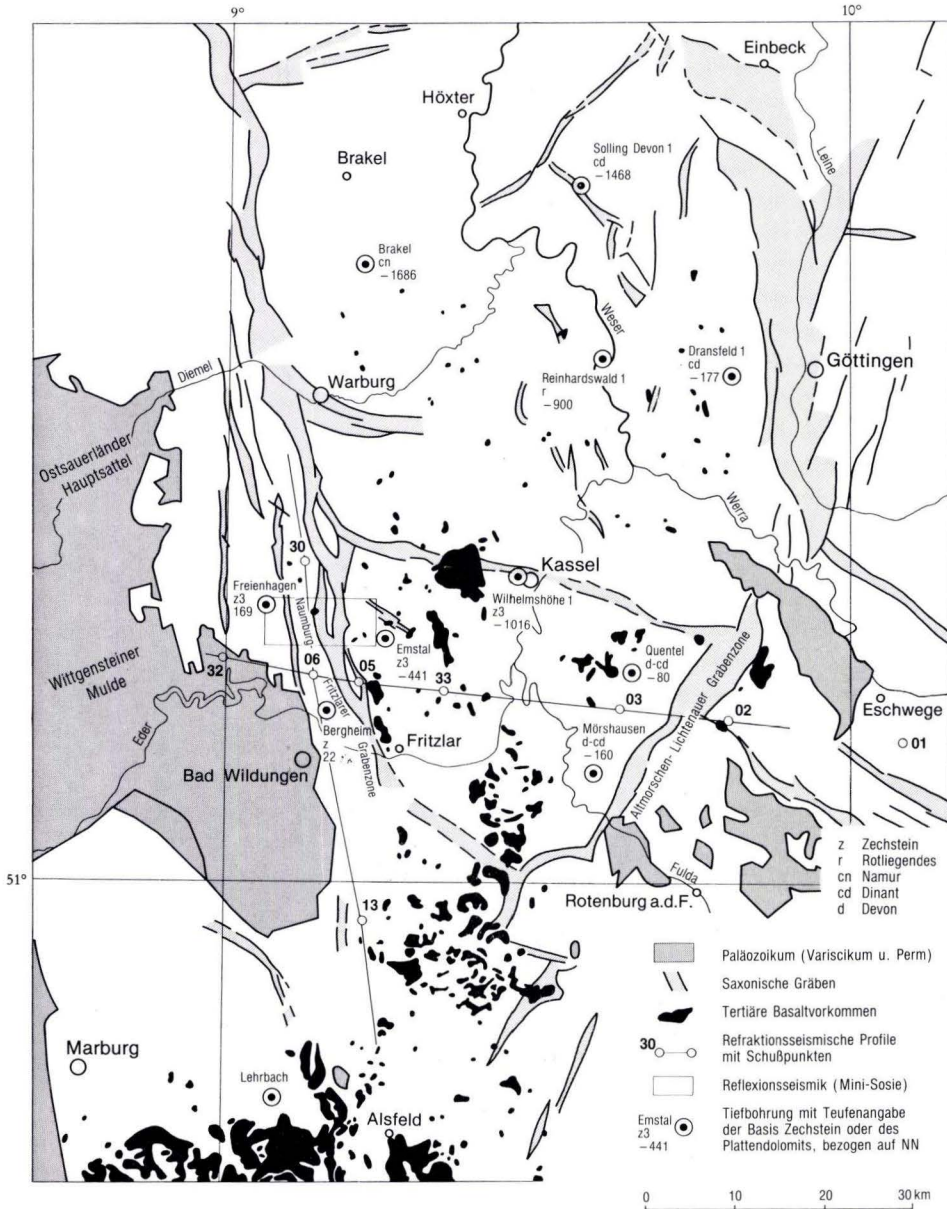 9°
10°
Einbeck
Höxter
Leine
Solling Devon 1
cd
–1468
Brakel
Brakel
cn
–1686
Weser
Diemel
Warburg
Reinhardswald 1
r
–900
Dransfeld 1
cd
–177
Göttingen
Ostsauerländer
Hauptsattel
Werra
30
Kassel
Freienhagen
z3
169
Naumburg-
Fritzlarer
Grabenzone
Wilhelmshöhe 1
z3
–1016
Emstal
z3
–441
Quentel
d-cd
–80
Wittgensteiner
Mulde
32
06
05
33
03
02
01
Eschwege
Eder
Bergheim
z
22
Fritzlar
Mörshausen
d-cd
–160
Altmorschen-Lichtenauer Grabenzone
Bad Wildungen
51°
Fulda
Rotenburg a.d.F.
13
z Zechstein
r Rotliegendes
cn Namur
cd Dinant
d Devon
Paläozoikum (Variscikum u. Perm)
Saxonische Gräben
Tertiäre Basaltvorkommen
30 Refraktionsseismische Profile
mit Schußpunkten
Reflexionsseismik (Mini-Sosie)
Emstal
z3
–441
Tiefbohrung mit Teufenangabe
der Basis Zechstein oder des
Plattendolomits, bezogen auf NN
Marburg
Lehrbach
Alsfeld
0 10 20 30 km